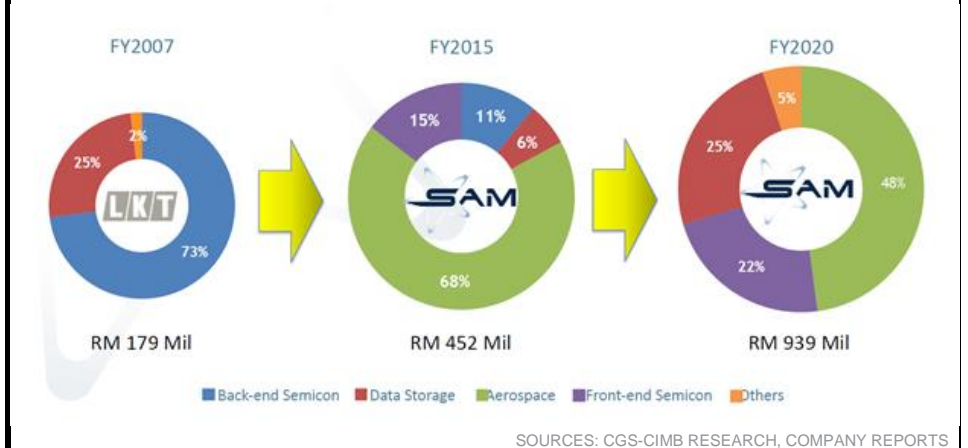 FY2007
FY2015
FY2020
2%
25%
73%
LKT
15%
11%
6%
68%
SAM
5%
25%
48%
22%
SAM
RM 179 Mil
RM 452 Mil
RM 939 Mil
Back-end Semicon Data Storage Aerospace Front-end Semicon Others
SOURCES: CGS-CIMB RESEARCH, COMPANY REPORTS